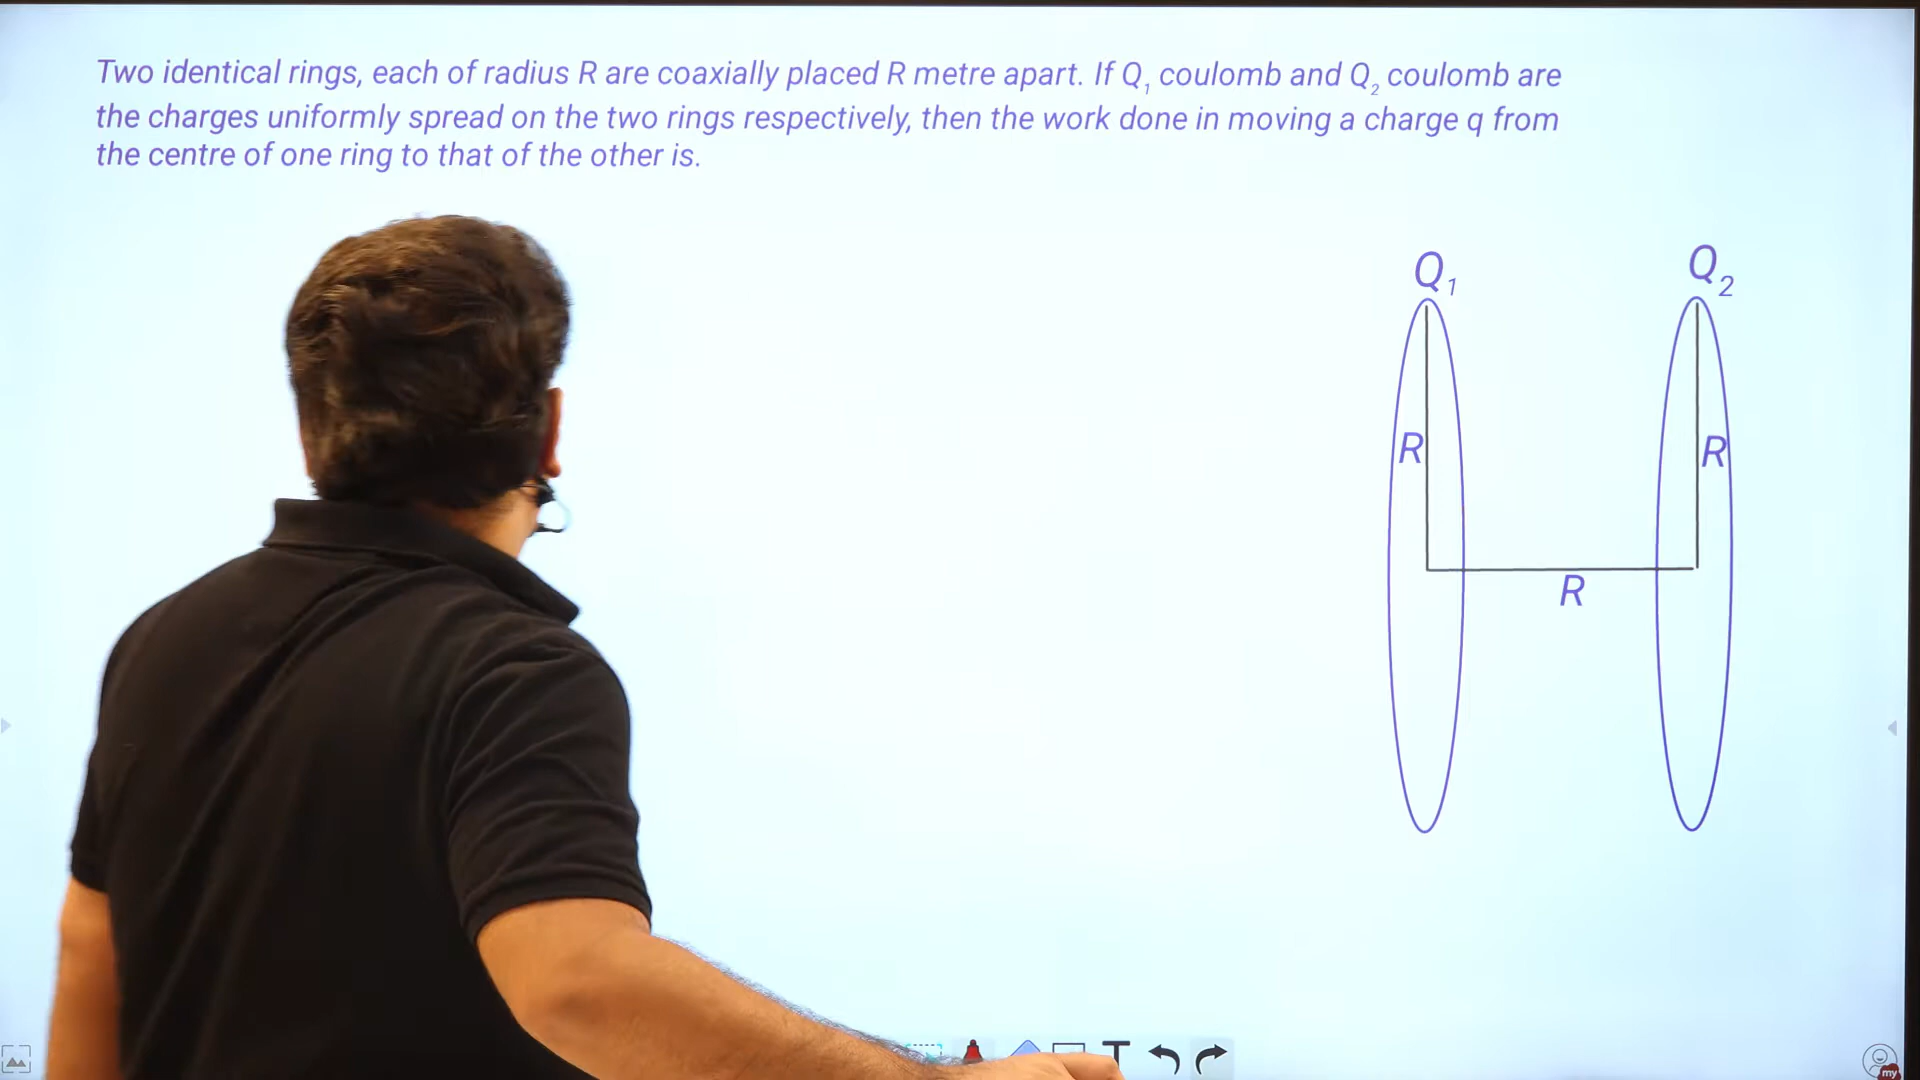 Two identical rings, each of radius R are coaxially placed R metre apart. If Q₁ coulomb and Q₂ coulomb are
the charges uniformly spread on the two rings respectively, then the work done in moving a charge q from
the centre of one ring to that of the other is.
Q₁ Q₂
R R
R
T
my